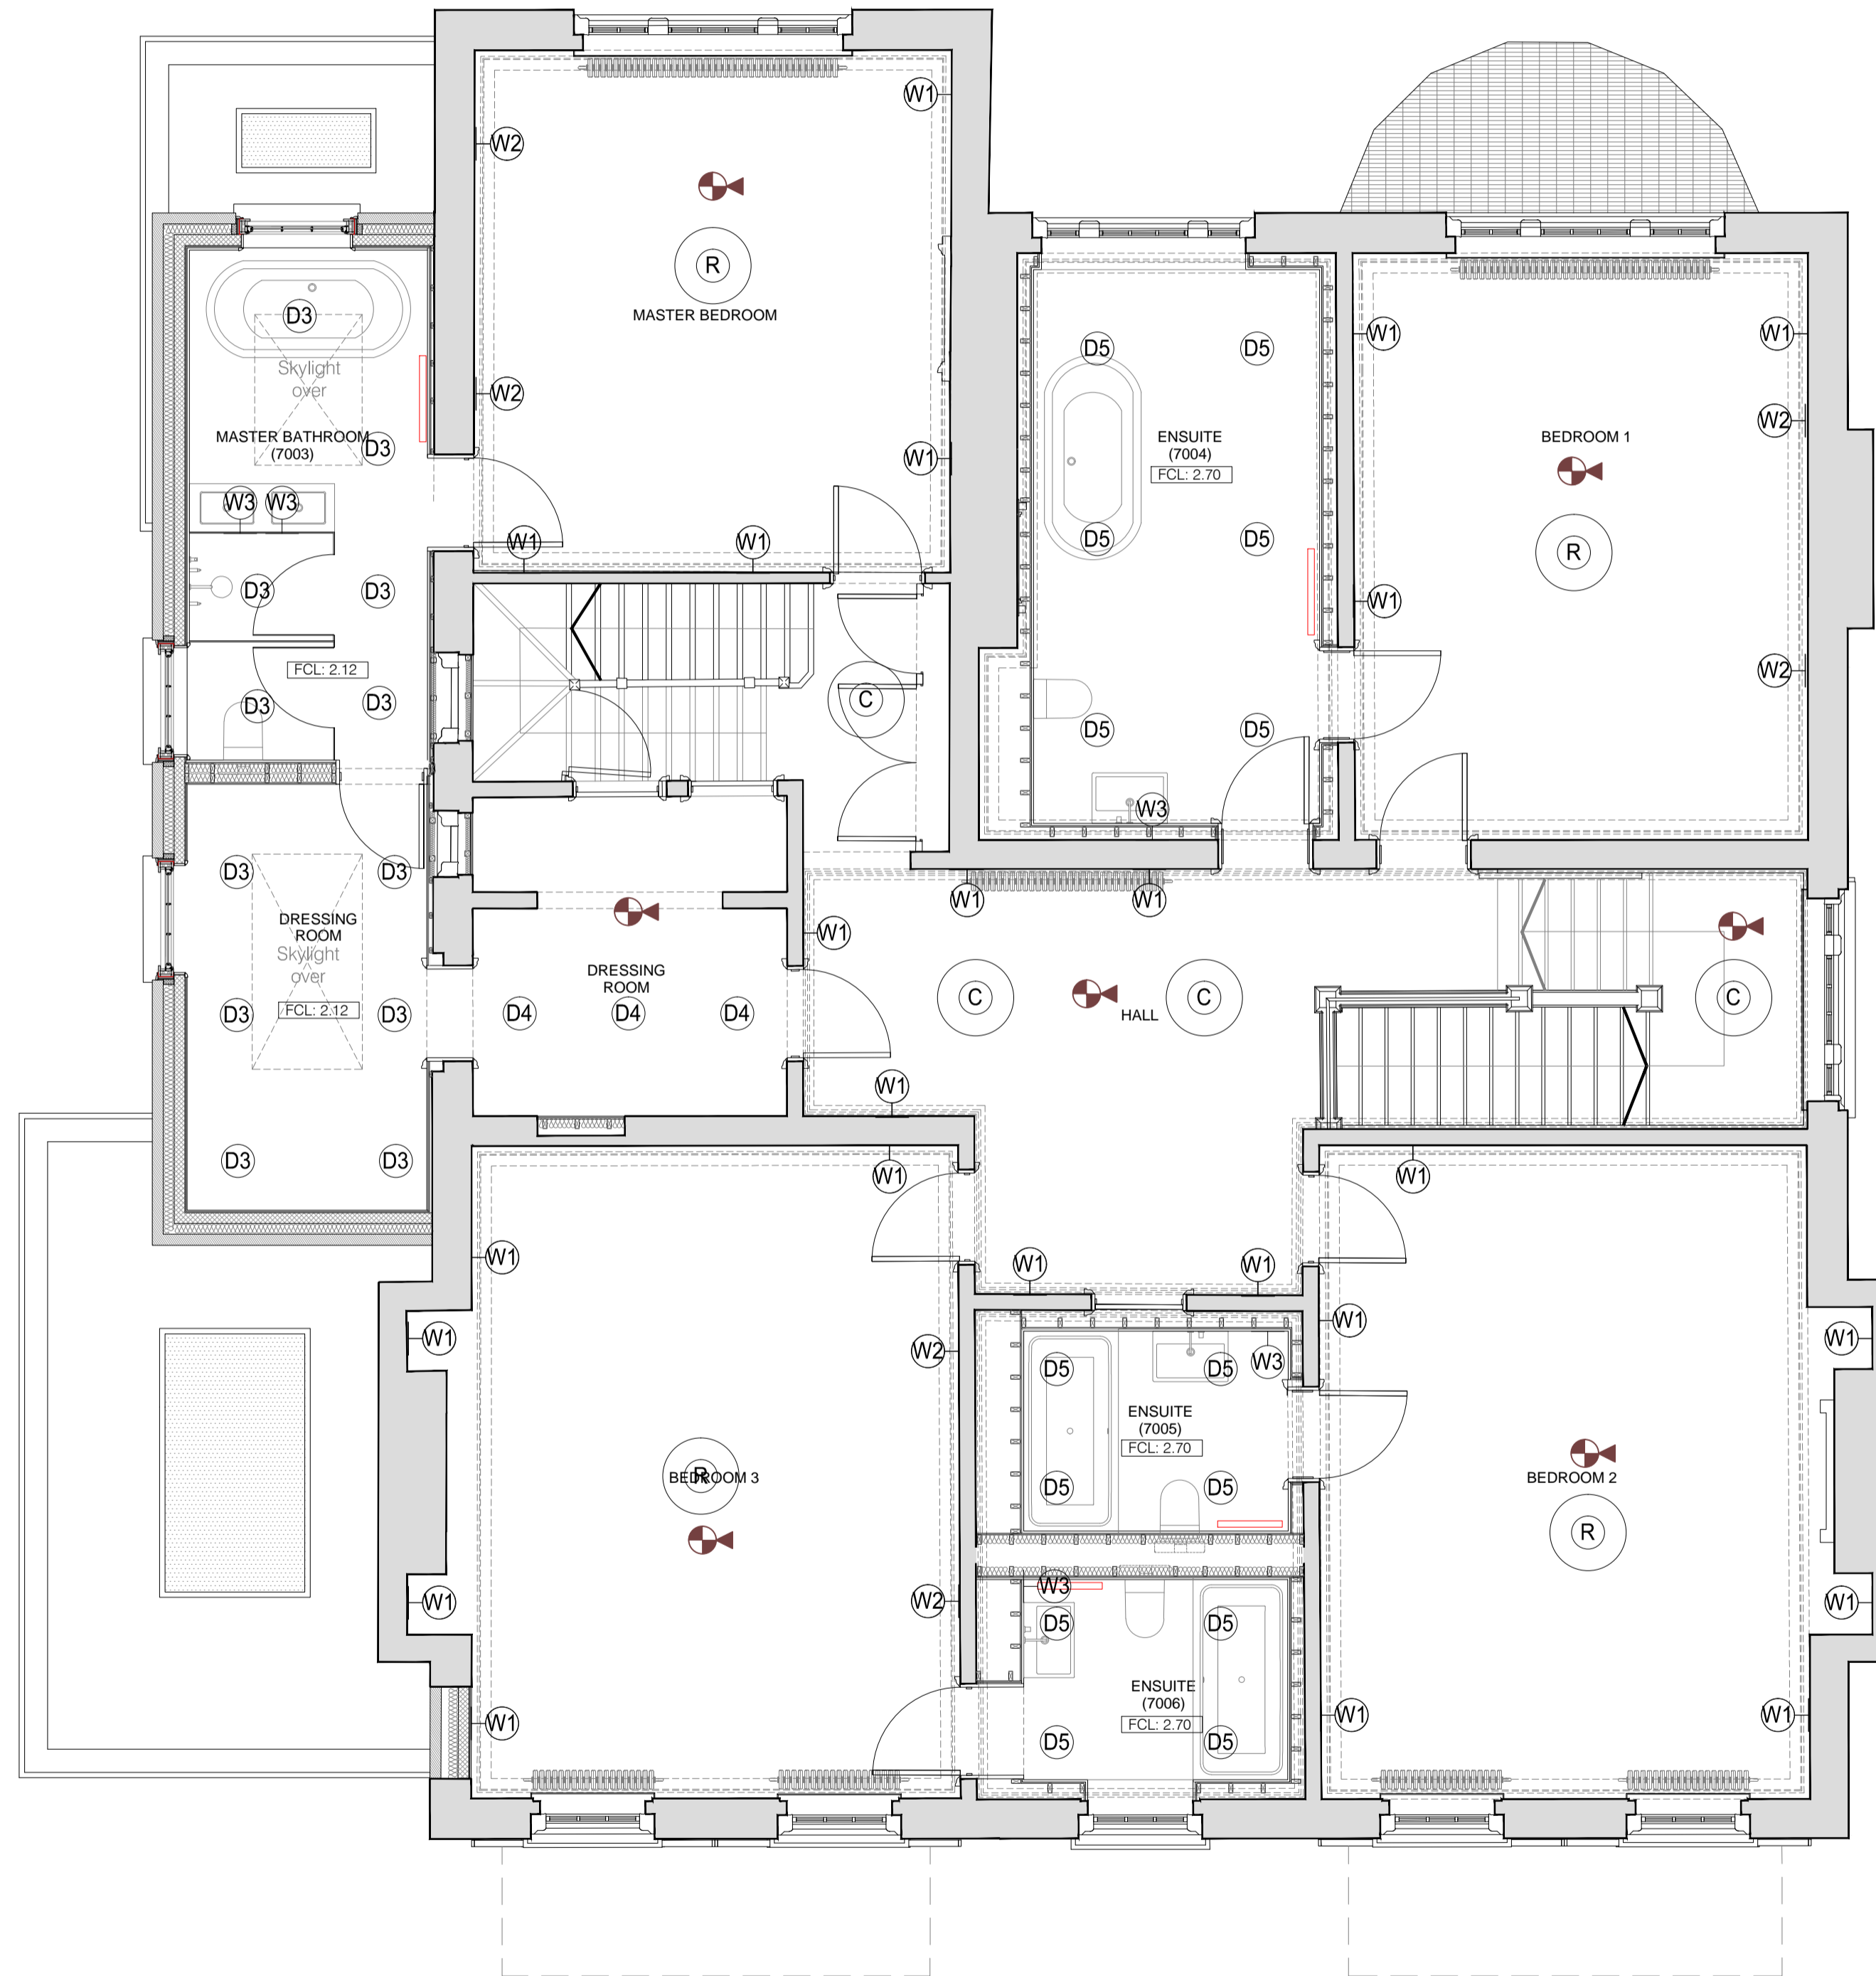 W1
W2
R
MASTER BEDROOM
D3
Skylight
over
W1
W1
D5
D5
W2
W2
MASTER BATHROOM
(7003)
D3
W1
ENSUITE
(7004)
FCL: 2.70
BEDROOM 1
W3
W3
W1
W1
D5
D5
R
D3
D3
W1
FCL: 2.12
W2
D3
D3
C
D5
D5
W3
D3
D3
W1
W1
DRESSING
ROOM
Skylight
over
W1
DRESSING
ROOM
D3
FCL: 2.12
D3
D4
D4
D4
C
HALL
C
C
W1
D3
D3
W1
W1
W1
W1
W1
W1
W1
W2
D5
D5
W3
W1
ENSUITE
(7005)
FCL: 2.70
R
BEDROOM 3
BEDROOM 2
D5
D5
R
W1
W2
W3
W1
D5
D5
ENSUITE
(7006)
FCL: 2.70
W1
D5
D5
W1
W1